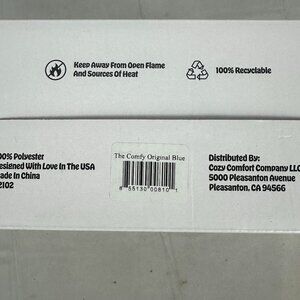 Keep Away From Open Flame
And Sources Of Heat
100% Recyclable
00% Polyester
esigned With Love In The USA
ade In China
2102
The Comfy Original Blue
8 55130 00810 1
Distributed By:
Cozy Comfort Company LLC
5000 Pleasanton Avenue
Pleasanton, CA 94566